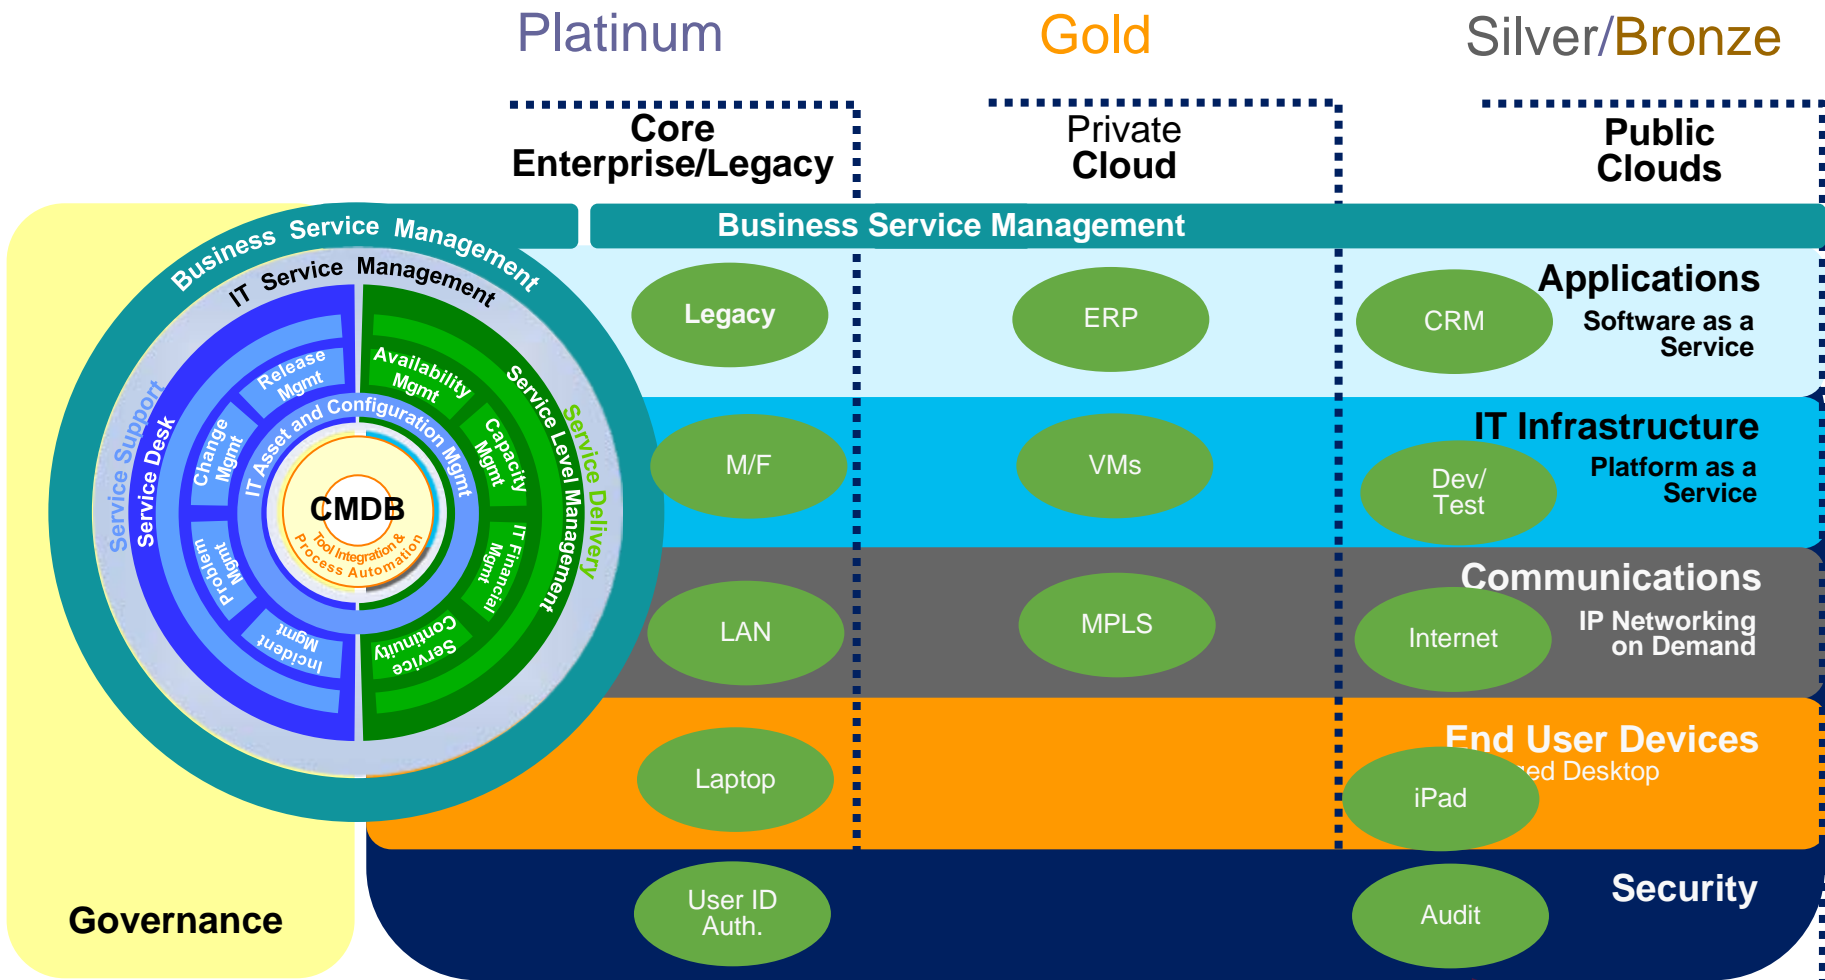 Platinum
Gold
Silver/Bronze
Core
Enterprise/Legacy
Private
Cloud
Public
Clouds
Business Service Management
Business Service Management
IT Service Management
Service Support
Service Desk
Release
Mgmt
Change
Mgmt
Problem
Mgmt
Incident
Mgmt
Availability
Mgmt
Capacity
Mgmt
IT Financial
Mgmt
Service
Continuity
Service Level Management
Service Delivery
IT Asset and Configuration Mgmt
CMDB
Tool Integration &
Process Automation
Governance
Legacy
ERP
CRM
Applications
Software as a
Service
M/F
VMs
Dev/
Test
IT Infrastructure
Platform as a
Service
LAN
MPLS
Internet
Communications
IP Networking
on Demand
Laptop
iPad
End User Devices
Desktop
User ID
Auth.
Audit
Security